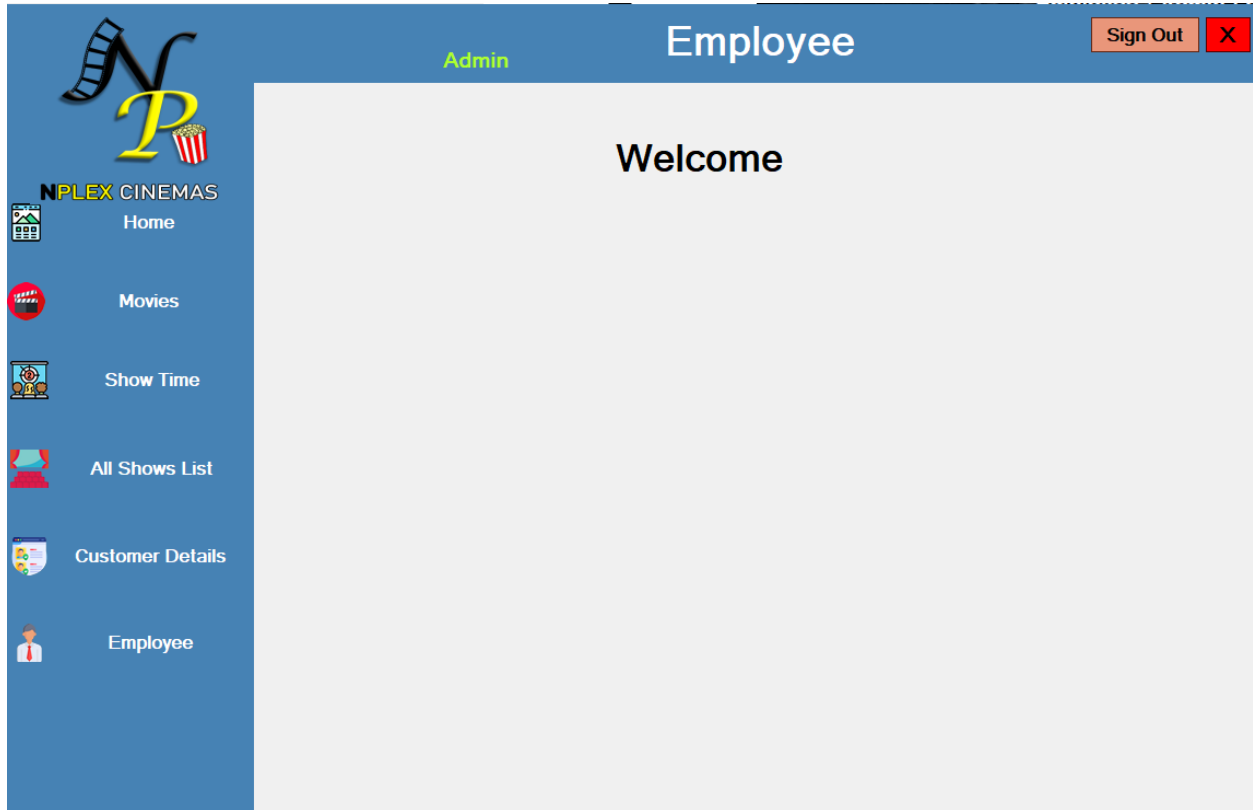 NP
NPLEX CINEMAS
Home
Movies
Show Time
All Shows List
Customer Details
Employee
Admin
Employee
Sign Out
X
Welcome